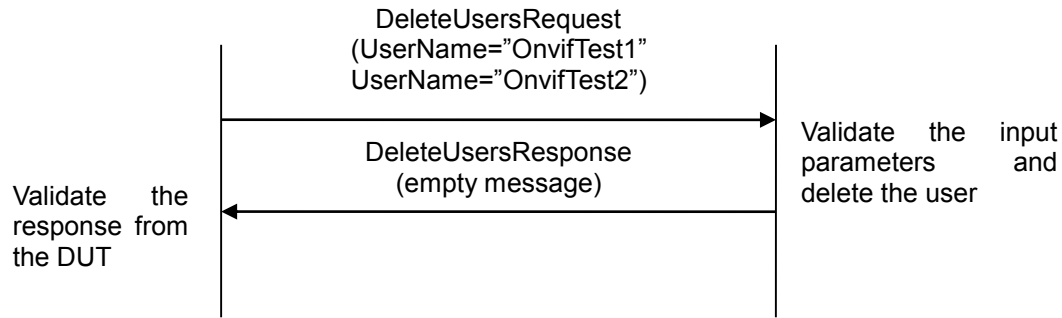 DeleteUsersRequest
(UserName=”OnvifTest1”
UserName=”OnvifTest2”)
Validate the input
parameters and
delete the user
DeleteUsersResponse
(empty message)
Validate the
response from
the DUT